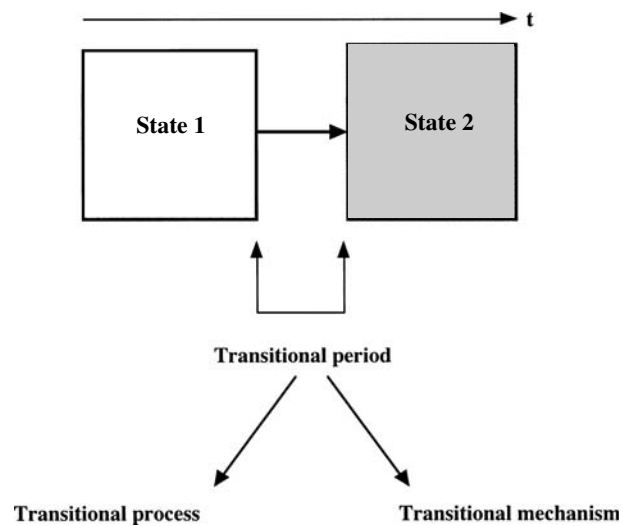 t
State 1
State 2
Transitional period
Transitional process
Transitional mechanism